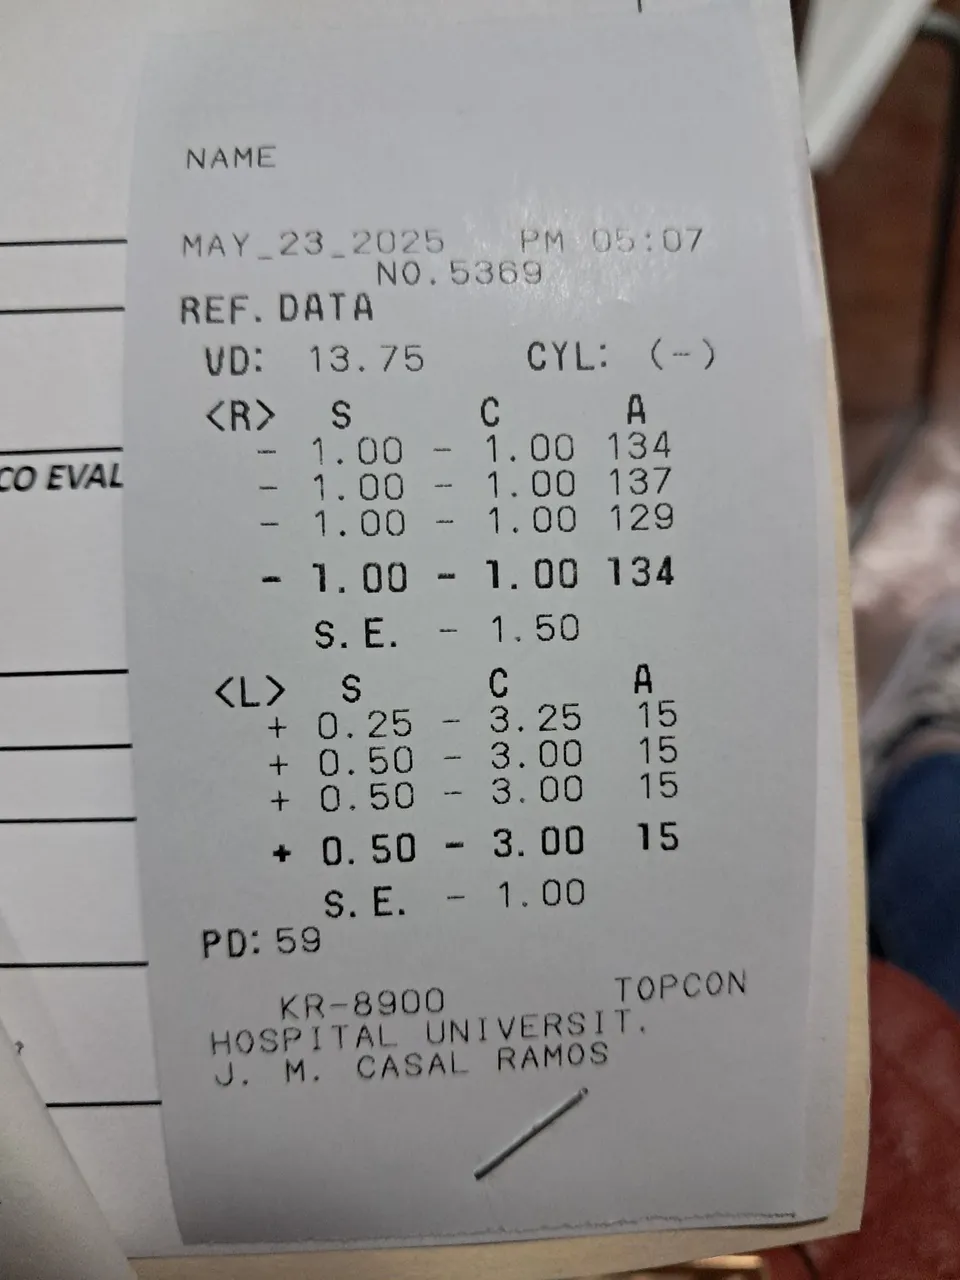 NAME
MAY_23_2025 PM 05:07
NO.5369
REF. DATA
VD: 13.75 CYL: (-)
<R> S C A
- 1.00 - 1.00 134
- 1.00 - 1.00 137
- 1.00 - 1.00 129
- 1.00 - 1.00 134
S.E. - 1.50
<L> S C A
+ 0.25 - 3.25 15
+ 0.50 - 3.00 15
+ 0.50 - 3.00 15
+ 0.50 - 3.00 15
S.E. - 1.00
PD: 59
KR-8900 TOPCON
HOSPITAL UNIVERSIT.
J. M. CASAL RAMOS
CO EVAL
?